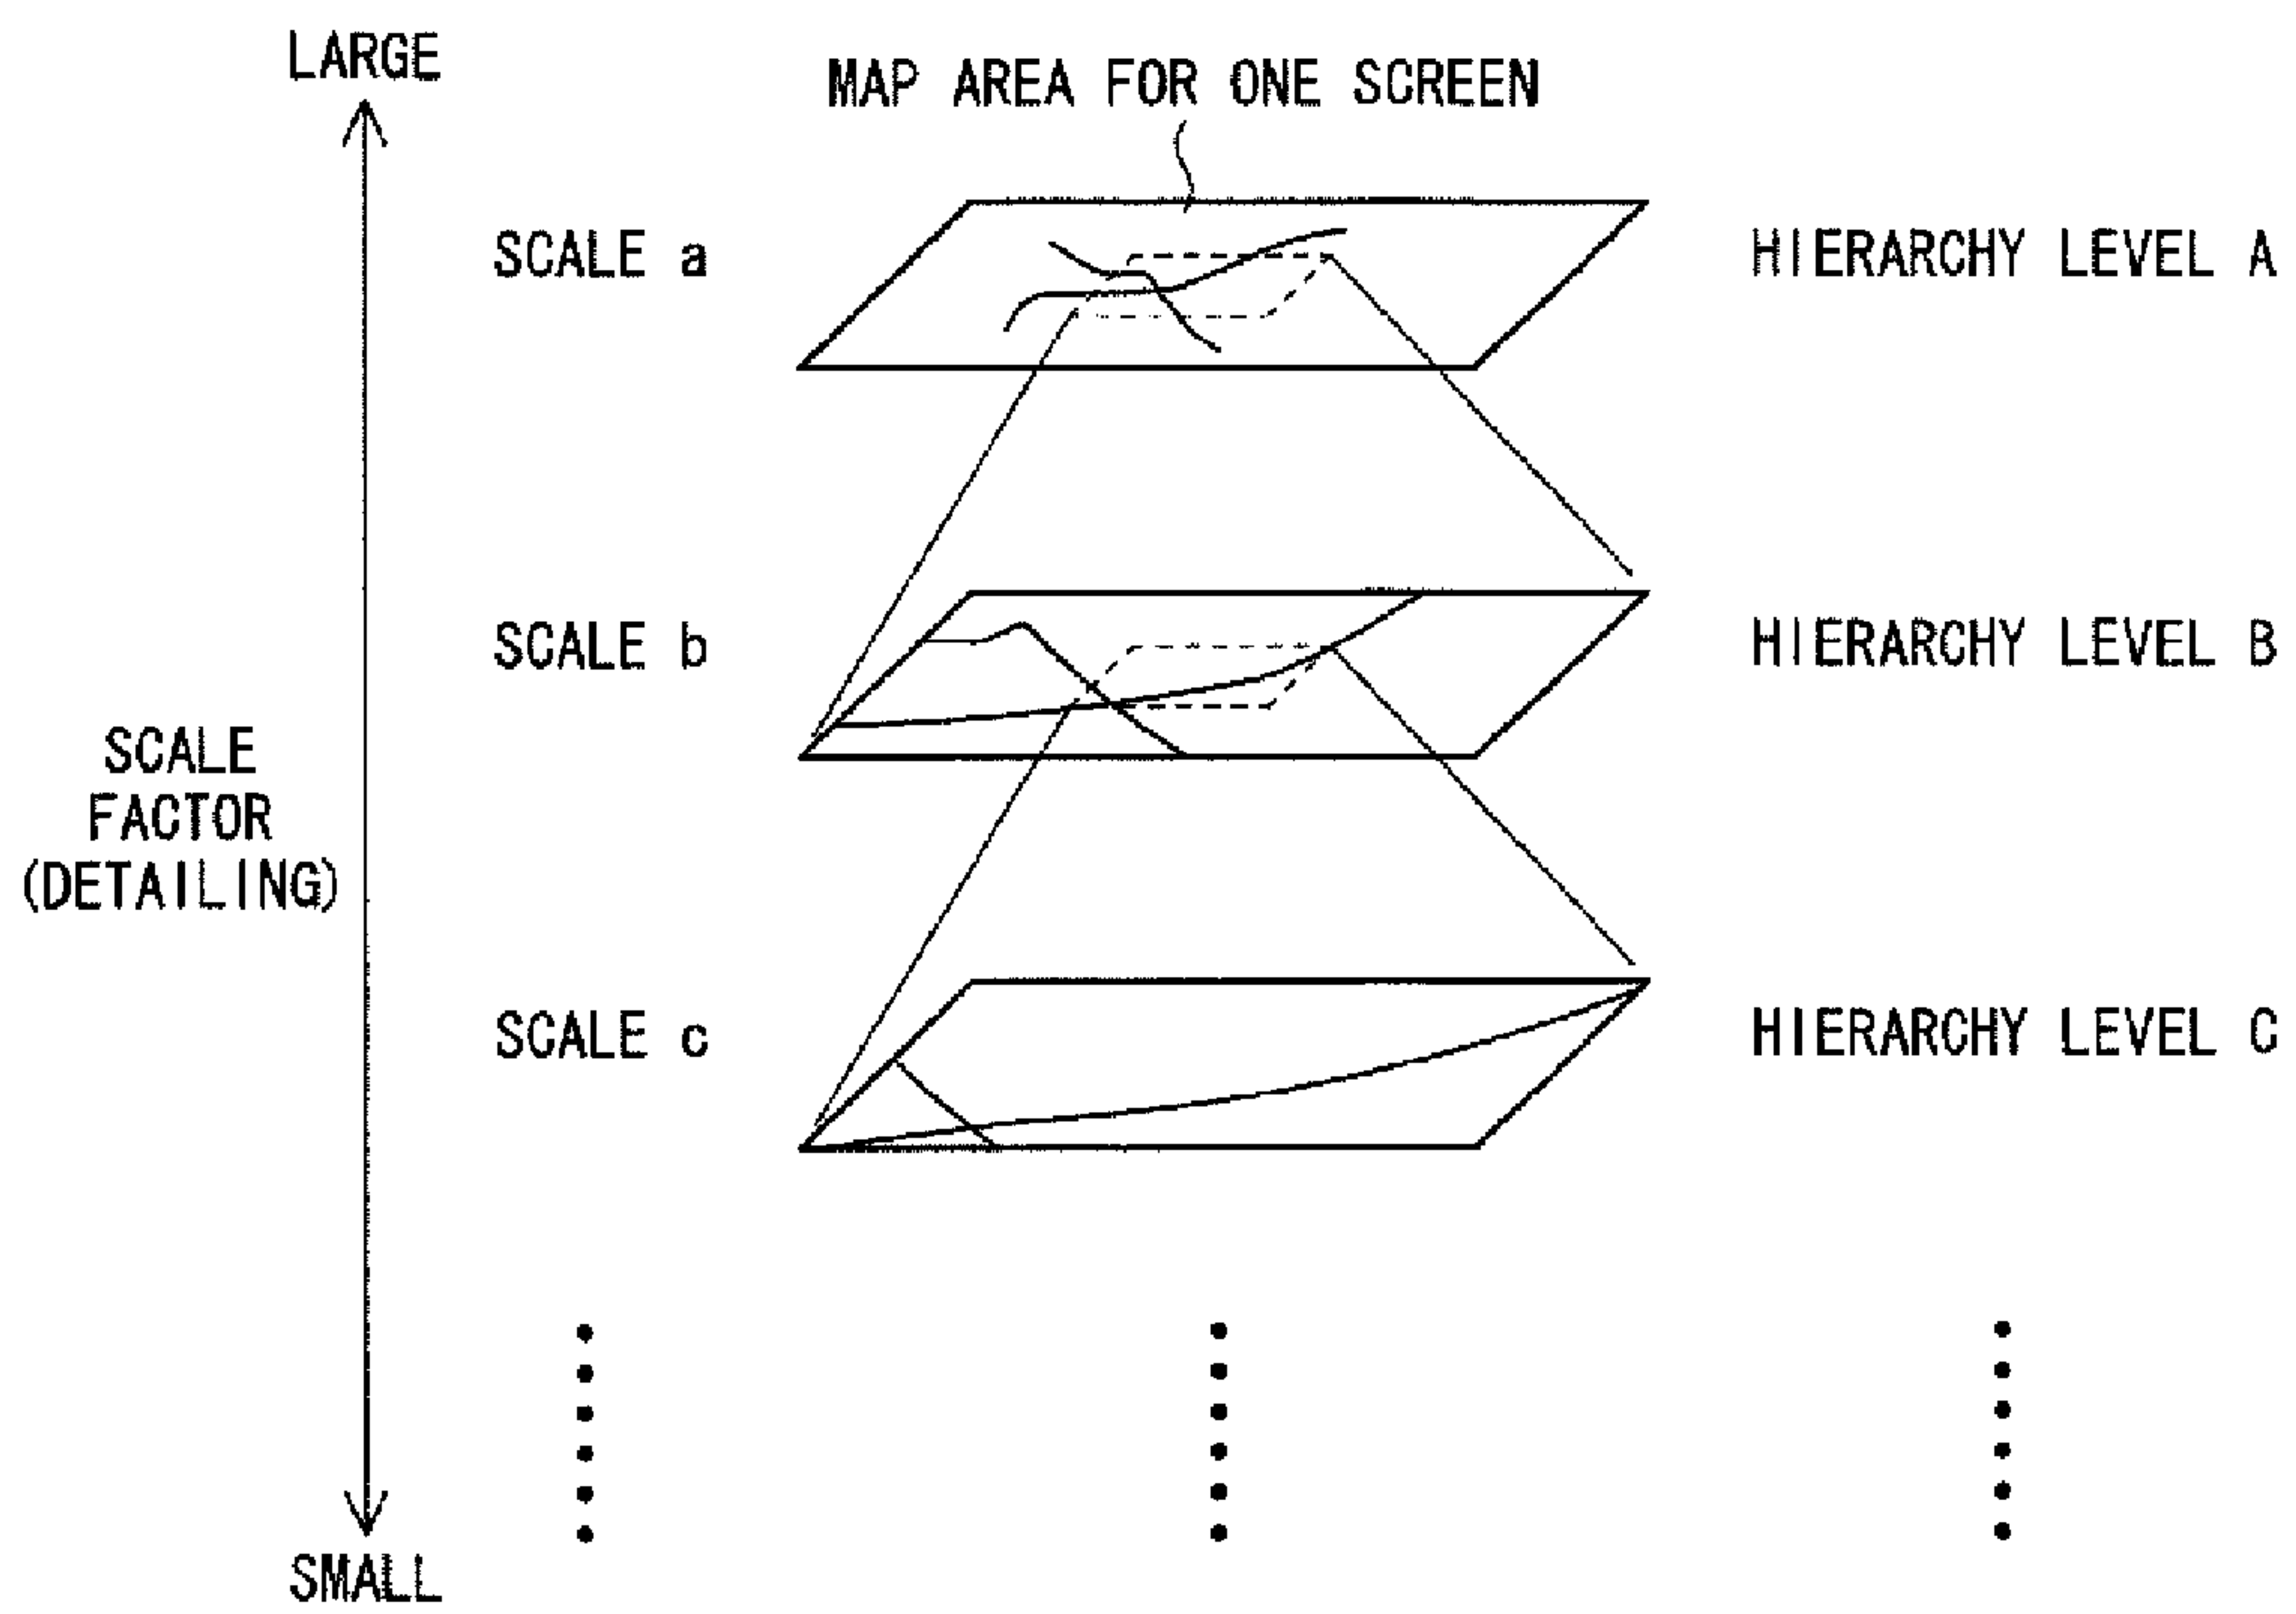 LARGE
MAP AREA FOR ONE SCREEN
SCALE a
HIERARCHY LEVEL A
SCALE b
HIERARCHY LEVEL B
SCALE
FACTOR
(DETAILING)
SCALE c
HIERARCHY LEVEL C
SMALL